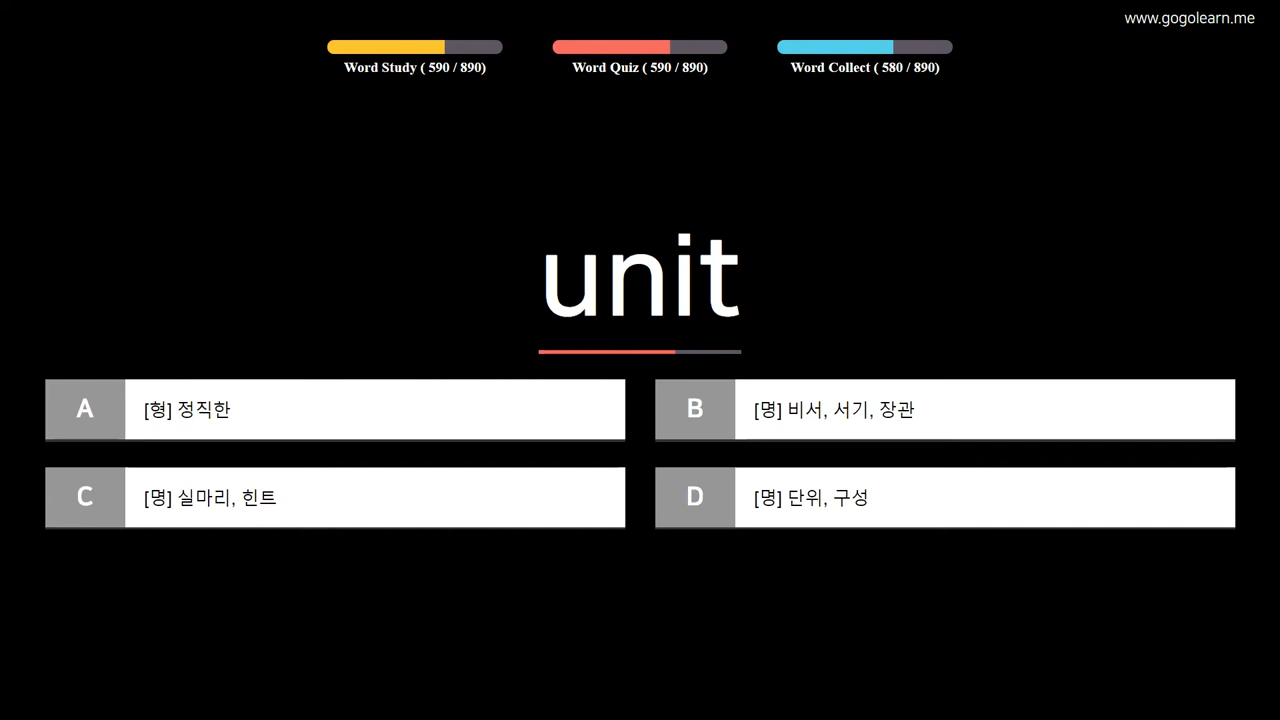 www.gogolearn.me
Word Study ( 590 / 890)
Word Quiz ( 590 / 890)
Word Collect ( 580 / 890)
unit
A [형] 정직한
B [명] 비서, 서기, 장관
C [명] 실마리, 힌트
D [명] 단위, 구성